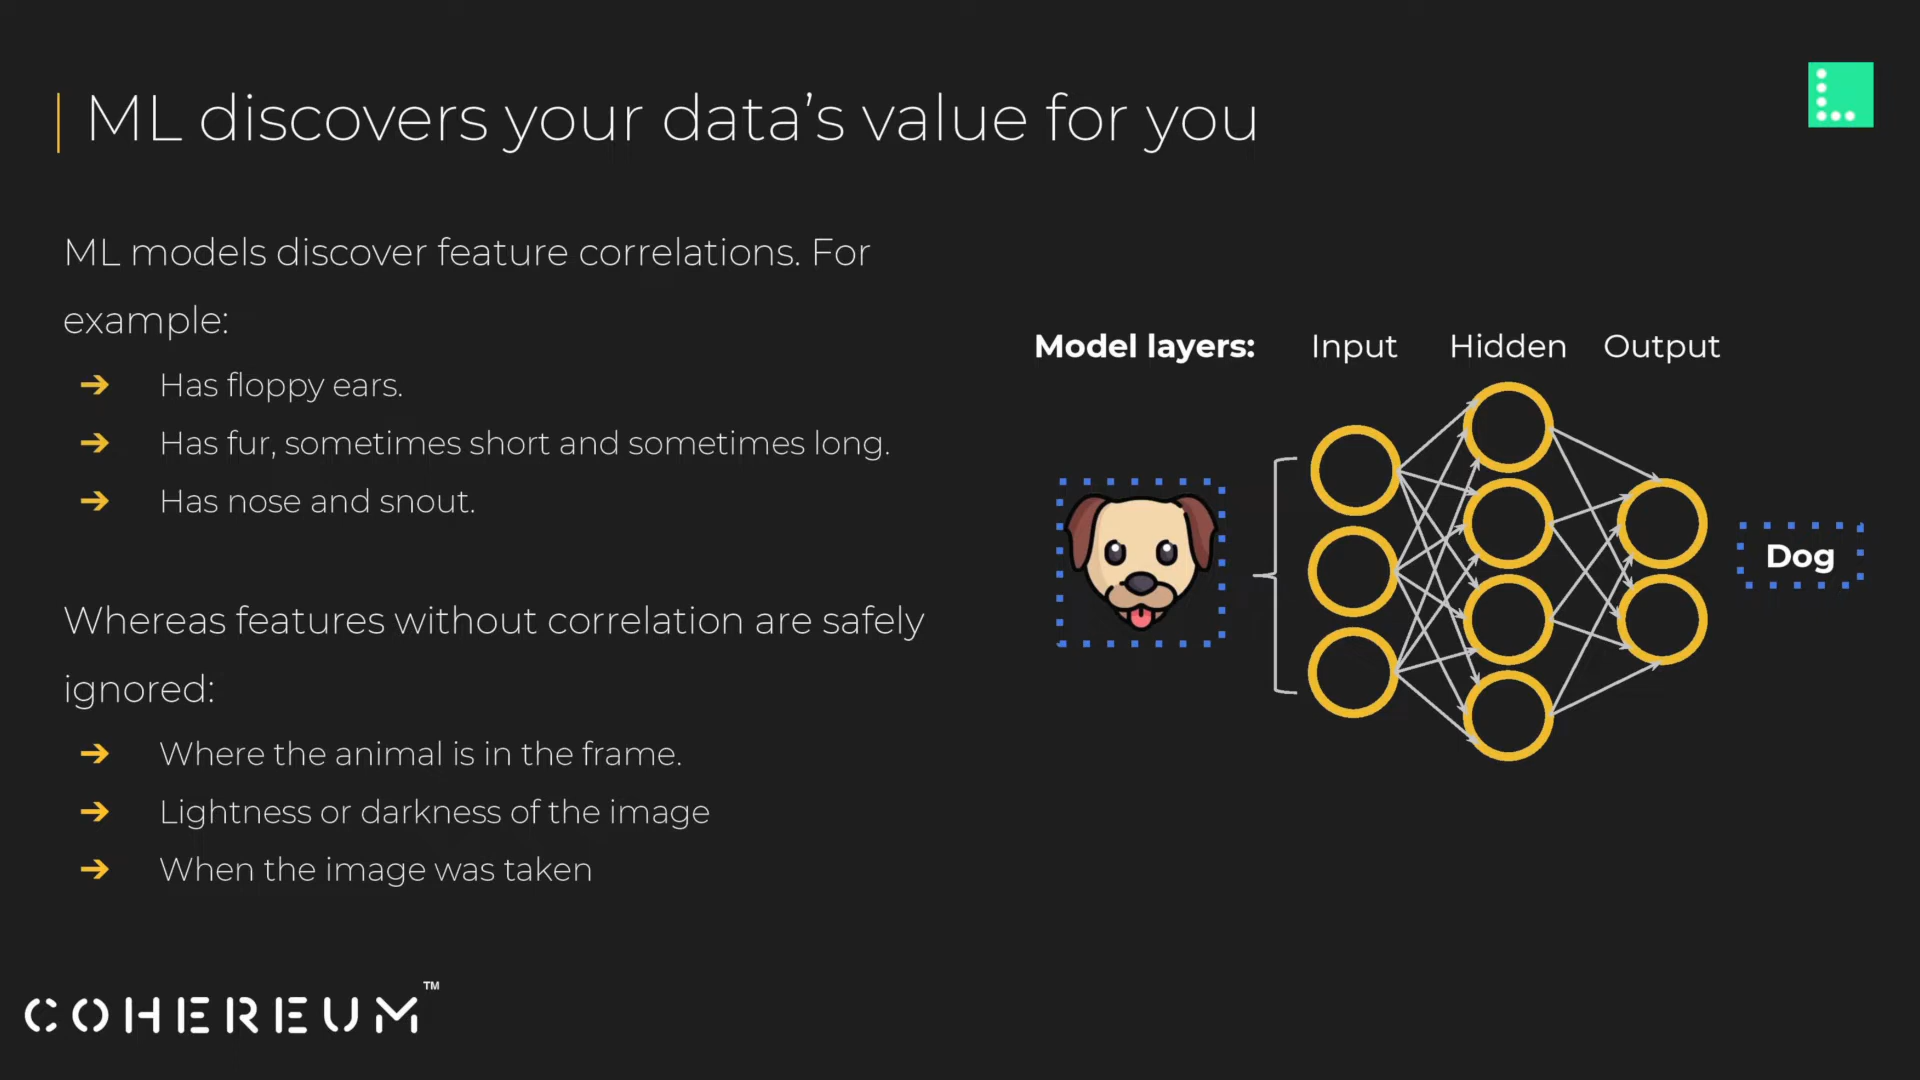 ML discovers your data’s value for you
ML models discover feature correlations. For
example:
➔ Has floppy ears.
➔ Has fur, sometimes short and sometimes long.
➔ Has nose and snout.
Whereas features without correlation are safely
ignored:
➔ Where the animal is in the frame.
➔ Lightness or darkness of the image
➔ When the image was taken
Model layers: Input Hidden Output
Dog
COHEREUM™